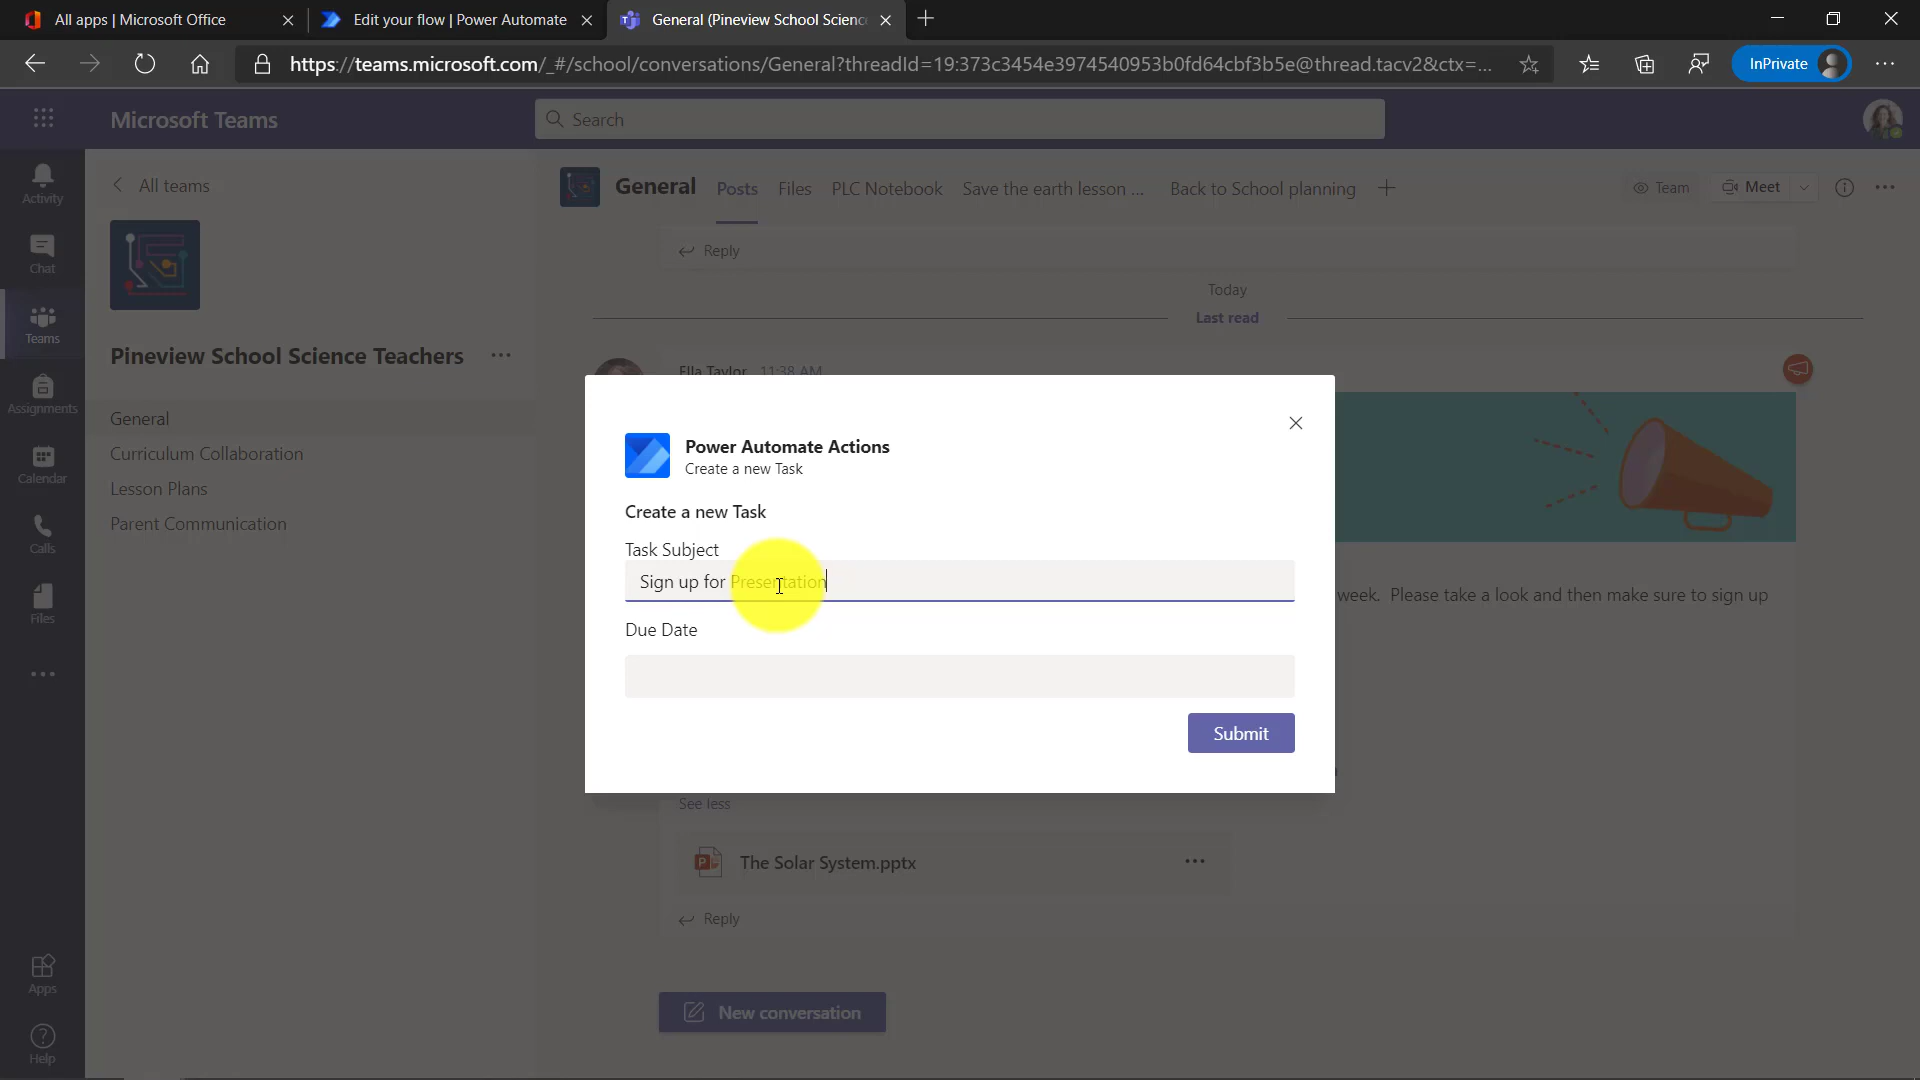 All apps | Microsoft Office
Edit your flow | Power Automate
General (Pineview School Scienc
https://teams.microsoft.com/_#/school/conversations/General?threadId=19:373c3454e3974540953b0fd64cbf3b5e@thread.tacv2&ctx=...
InPrivate
Microsoft Teams
Search
Activity
Chat
Teams
Assignments
Calendar
Calls
Files
Apps
Help
All teams
Pineview School Science Teachers
General
Curriculum Collaboration
Lesson Plans
Parent Communication
General
Posts
Files
PLC Notebook
Save the earth lesson ...
Back to School planning
Team
Meet
Reply
Today
Last read
Ella Taylor 11:38 AM
Power Automate Actions
Create a new Task
Create a new Task
Task Subject
Sign up for Presentation
Due Date
Submit
week. Please take a look and then make sure to sign up
See less
The Solar System.pptx
Reply
New conversation